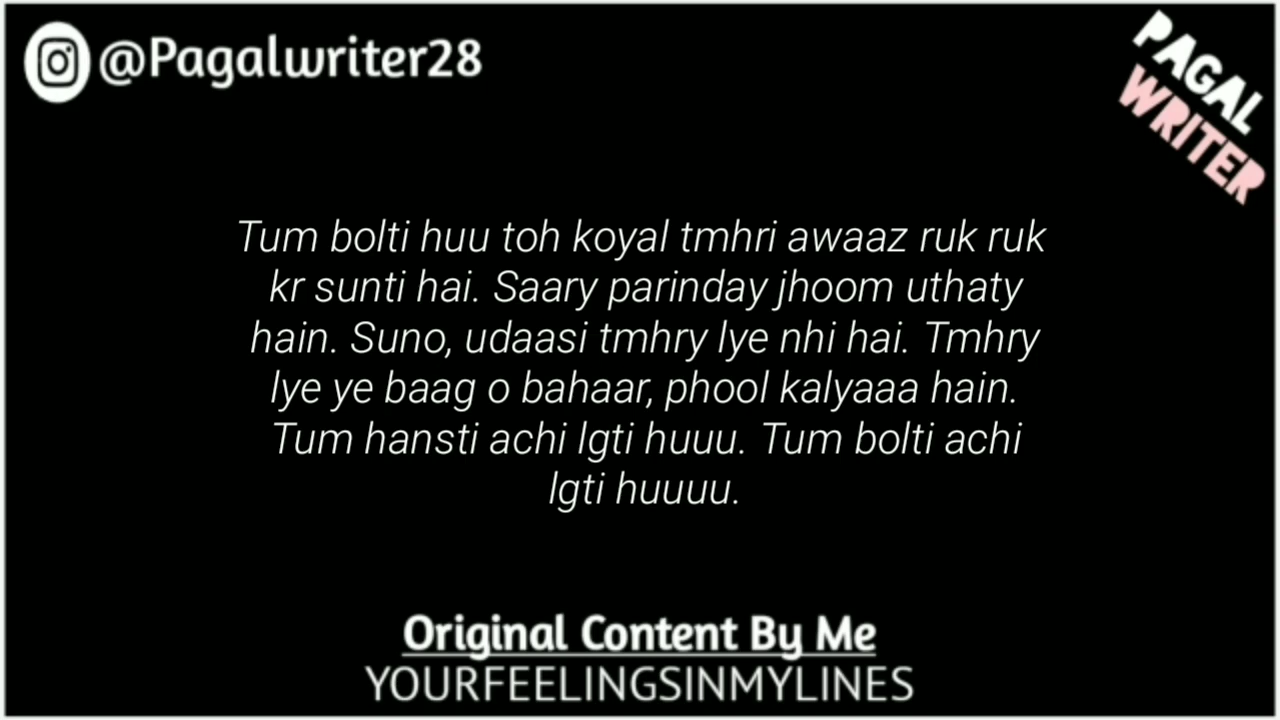 @Pagalwriter28
PAGAL
WRITER
Tum bolti huu toh koyal tmhri awaaz ruk ruk
kr sunti hai. Saary parinday jhoom uthaty
hain. Suno, udaasi tmhry lye nhi hai. Tmhry
lye ye baag o bahaar, phool kalyaaa hain.
Tum hansti achi lgti huuu. Tum bolti achi
lgti huuuu.
Original Content By Me
YOURFEELINGSINMYLINES